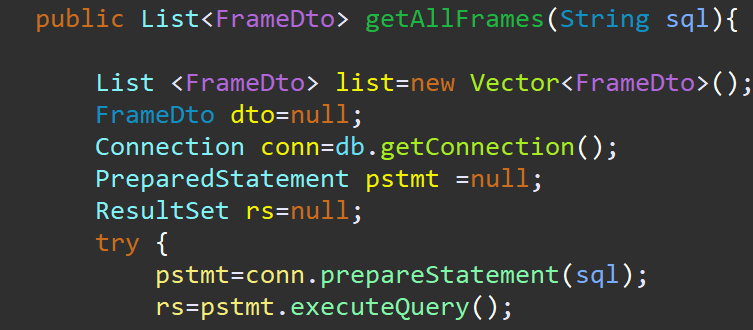 public List<FrameDto> getAllFrames(String sql){
List <FrameDto> list=new Vector<FrameDto>();
FrameDto dto=null;
Connection conn=db.getConnection();
PreparedStatement pstmt =null;
ResultSet rs=null;
try {
pstmt=conn.prepareStatement(sql);
rs=pstmt.executeQuery();